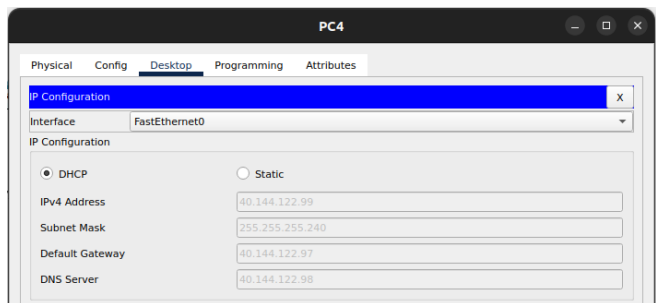 PC4
Physical Config Desktop Programming Attributes
IP Configuration X
Interface FastEthernet0
IP Configuration
DHCP Static
IPv4 Address 40.144.122.99
Subnet Mask 255.255.255.240
Default Gateway 40.144.122.97
DNS Server 40.144.122.98